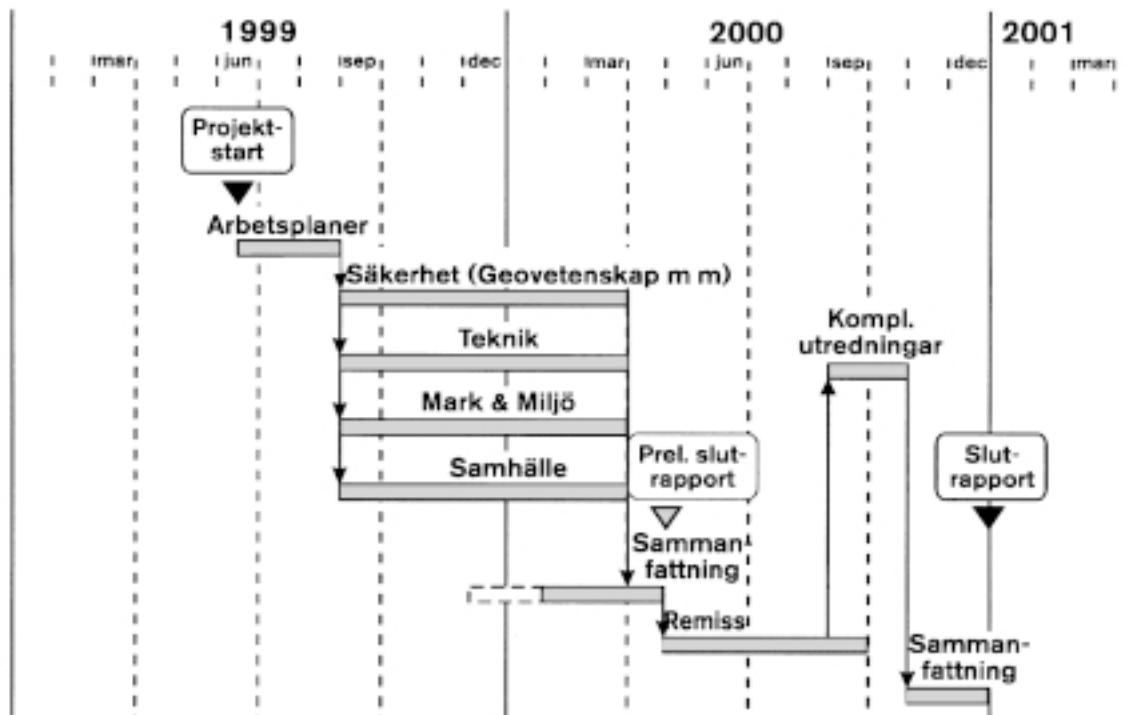 1999
2000
2001
mar jun sep dec mar jun sep dec mar
Projekt-
start
Arbetsplaner
Säkerhet (Geovetenskap m m)
Teknik
Mark & Miljö
Samhälle
Kompl.
utredningar
Prel. slut-
rapport
Slut-
rapport
Samman-
fattning
Remiss
Samman-
fattning